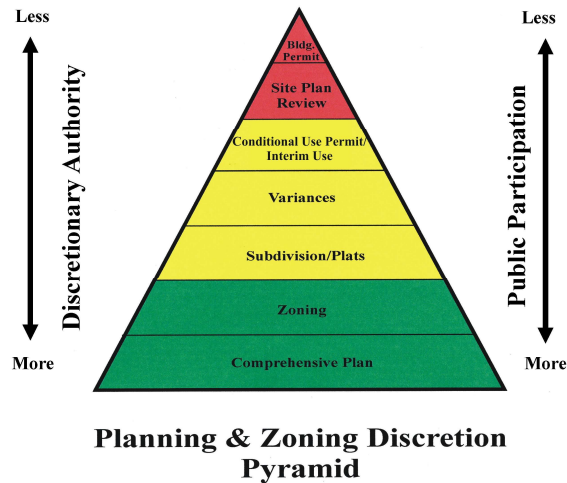 Less
Less
Bldg.
Permit
Site Plan
Review
Conditional Use Permit/
Interim Use
Variances
Subdivision/Plats
Zoning
Comprehensive Plan
Discretionary Authority
Public Participation
More
More
Planning & Zoning Discretion
Pyramid